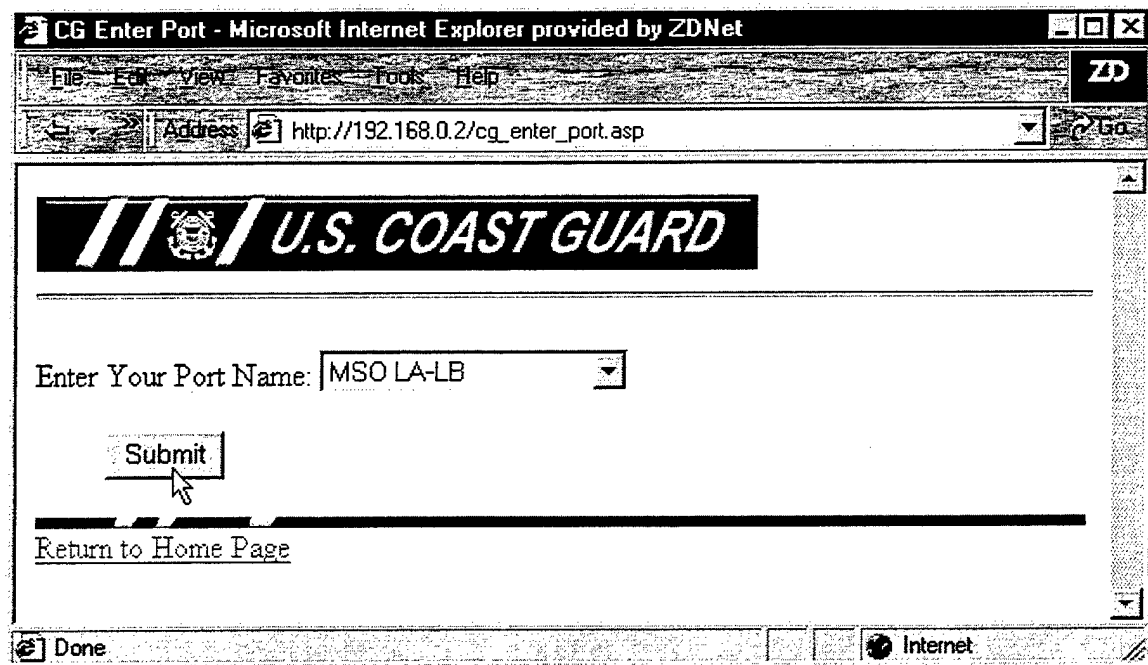 CG Enter Port - Microsoft Internet Explorer provided by ZDNet
File Edit View Favorites Tools Help
ZD
Address http://192.168.0.2/cg_enter_port.asp Go
U.S. COAST GUARD
Enter Your Port Name: MSO LA-LB
Submit
Return to Home Page
Done Internet